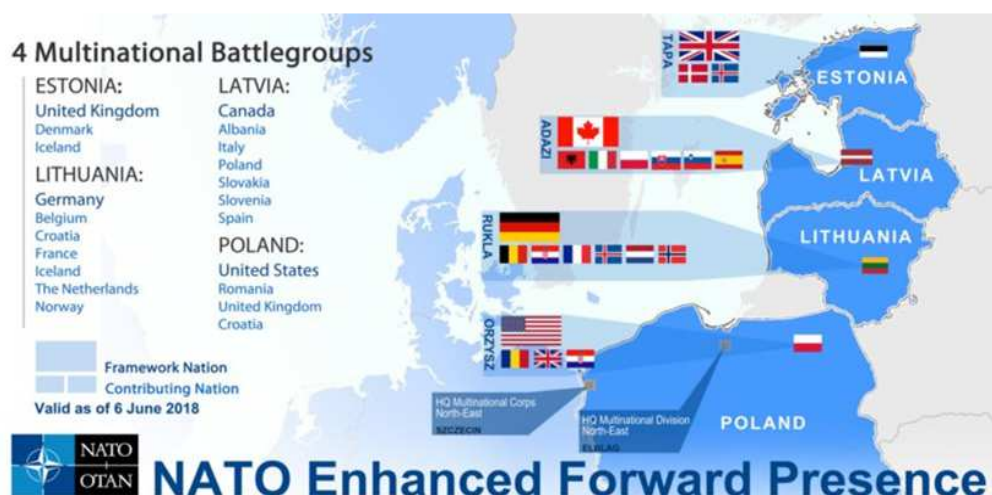 4 Multinational Battlegroups
ESTONIA:
United Kingdom
Denmark
Iceland
LITHUANIA:
Germany
Belgium
Croatia
France
Iceland
The Netherlands
Norway
LATVIA:
Canada
Albania
Italy
Poland
Slovakia
Slovenia
Spain
POLAND:
United States
Romania
United Kingdom
Croatia
Framework Nation
Contributing Nation
Valid as of 6 June 2018
TAPA
ESTONIA
ADAZI
LATVIA
RUKLA
LITHUANIA
ORZYSZ
HQ Multinational Corps
North-East
SZCZECIN
HQ Multinational Division
North-East
ELBLAG
POLAND
NATO
OTAN
NATO Enhanced Forward Presence